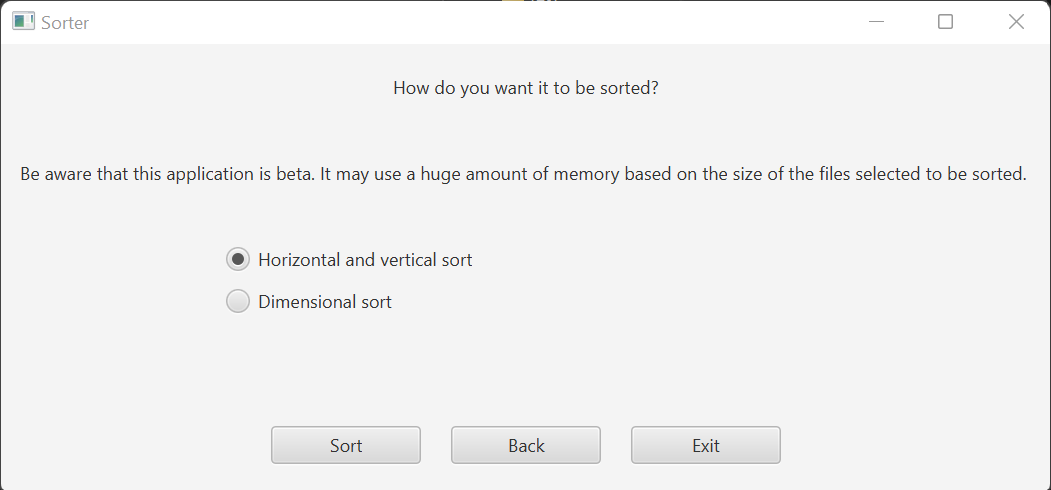 Sorter
How do you want it to be sorted?
Be aware that this application is beta. It may use a huge amount of memory based on the size of the files selected to be sorted.
Horizontal and vertical sort
Dimensional sort
Sort Back Exit